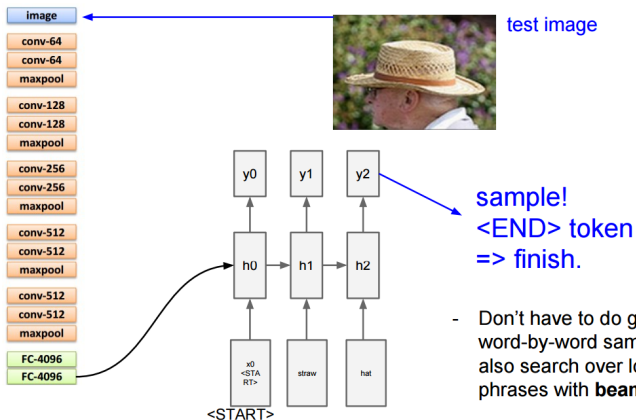 image
test image
conv-64
conv-64
maxpool
conv-128
conv-128
maxpool
conv-256
conv-256
maxpool
conv-512
conv-512
maxpool
conv-512
conv-512
maxpool
FC-4096
FC-4096
y0 y1 y2
h0 h1 h2
x0
<STA
RT>
straw
hat
<START>
sample!
<END> token
=> finish.
- Don't have to do g
word-by-word sam
also search over lo
phrases with beam